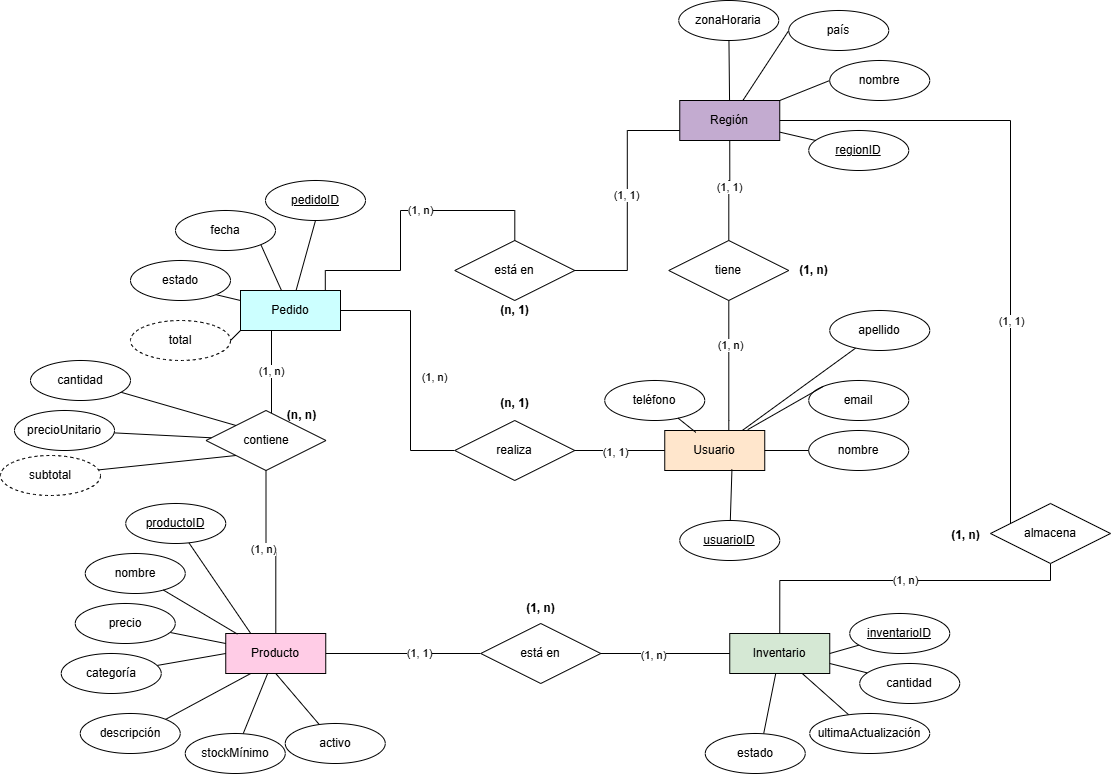 zonaHoraria
país
nombre
Región
regionID
(1, 1)
(1, 1)
pedidoID
(1, n)
fecha
está en
(n, 1)
tiene
(1, n)
estado
Pedido
total
(1, 1)
(1, n)
apellido
(1, n)
(1, n)
cantidad
(n, n)
(n, 1)
teléfono
email
precioUnitario
contiene
realiza
(1, 1)
Usuario
nombre
subtotal
productoID
usuarioID
(1, n)
almacena
(1, n)
nombre
(1, n)
(1, n)
precio
inventarioID
Producto
(1, 1)
está en
(1, n)
Inventario
categoría
cantidad
descripción
stockMínimo
activo
estado
ultimaActualización